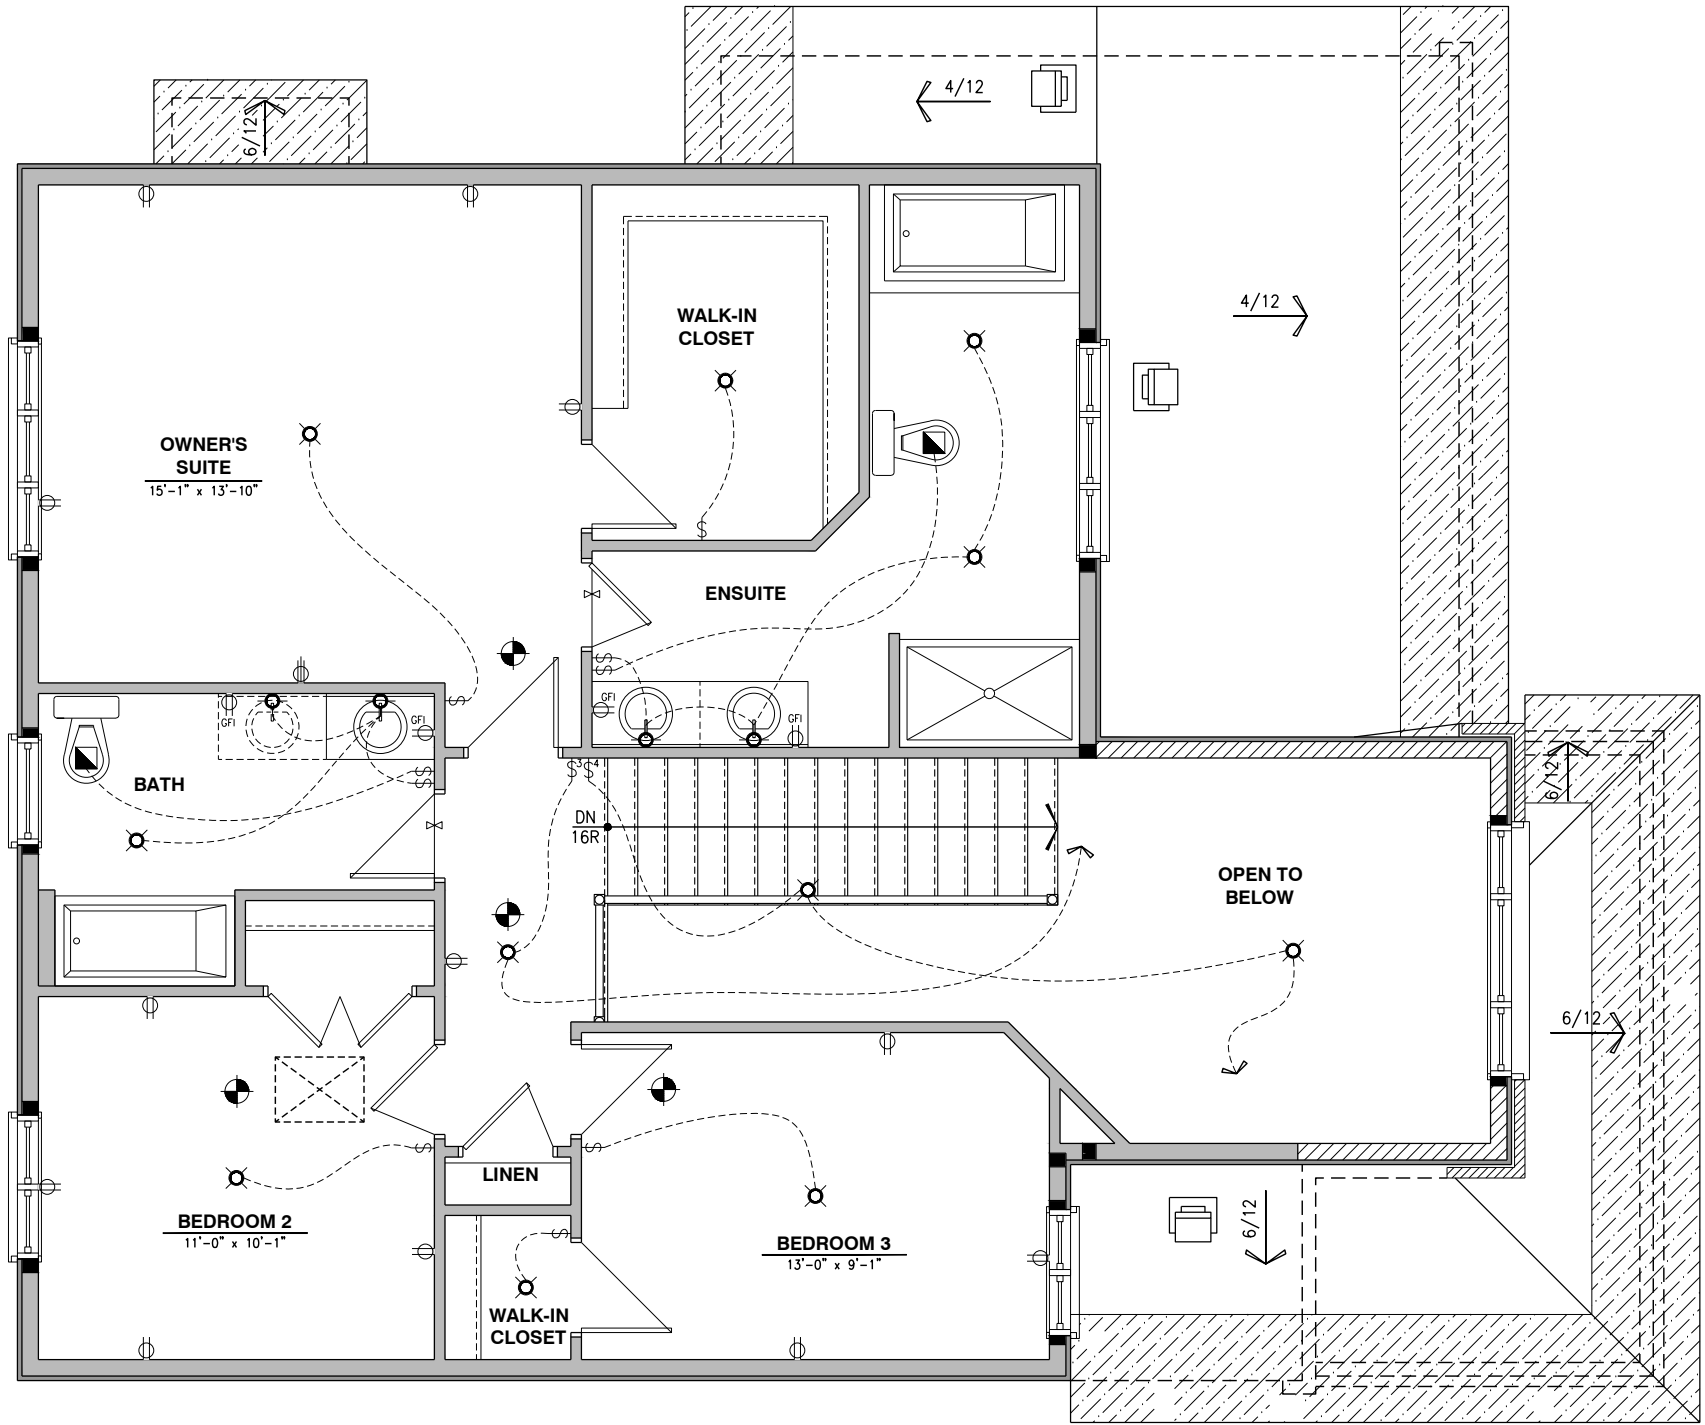 4/12
6/12
4/12
WALK-IN
CLOSET
OWNER'S
SUITE
15'-1" x 13'-10"
S
ENSUITE
S
S
S
GFI
GFI
GFI
GFI
S
S
BATH
S3
S4
DN
16R
6/12
OPEN TO
BELOW
6/12
S
S
LINEN
BEDROOM 2
11'-0" x 10'-1"
S
BEDROOM 3
13'-0" x 9'-1"
6/12
WALK-IN
CLOSET